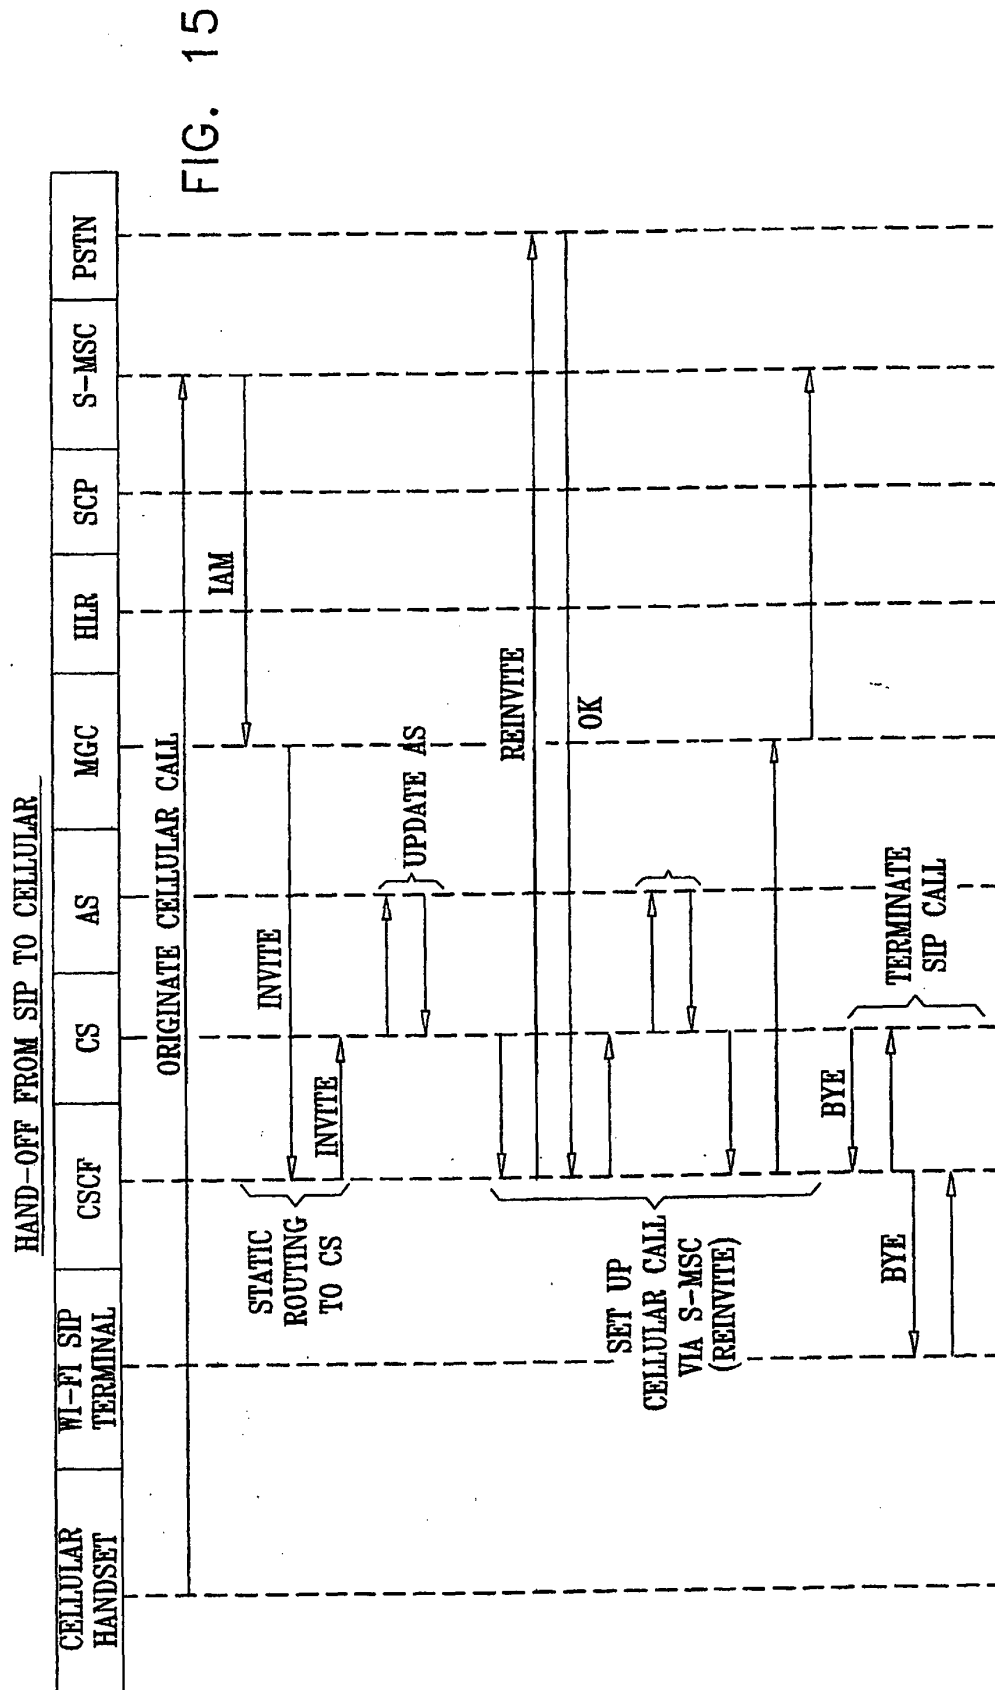 HAND-OFF FROM SIP TO CELLULAR
CELLULAR
HANDSET
WI-FI SIP
TERMINAL
CSCF
CS
AS
MGC
HLR
SCP
S-MSC
PSTN
ORIGINATE CELLULAR CALL
IAM
STATIC
ROUTING
TO CS
INVITE
INVITE
UPDATE AS
REINVITE
OK
SET UP
CELLULAR CALL
VIA S-MSC
(REINVITE)
BYE
TERMINATE
SIP CALL
BYE
FIG. 15